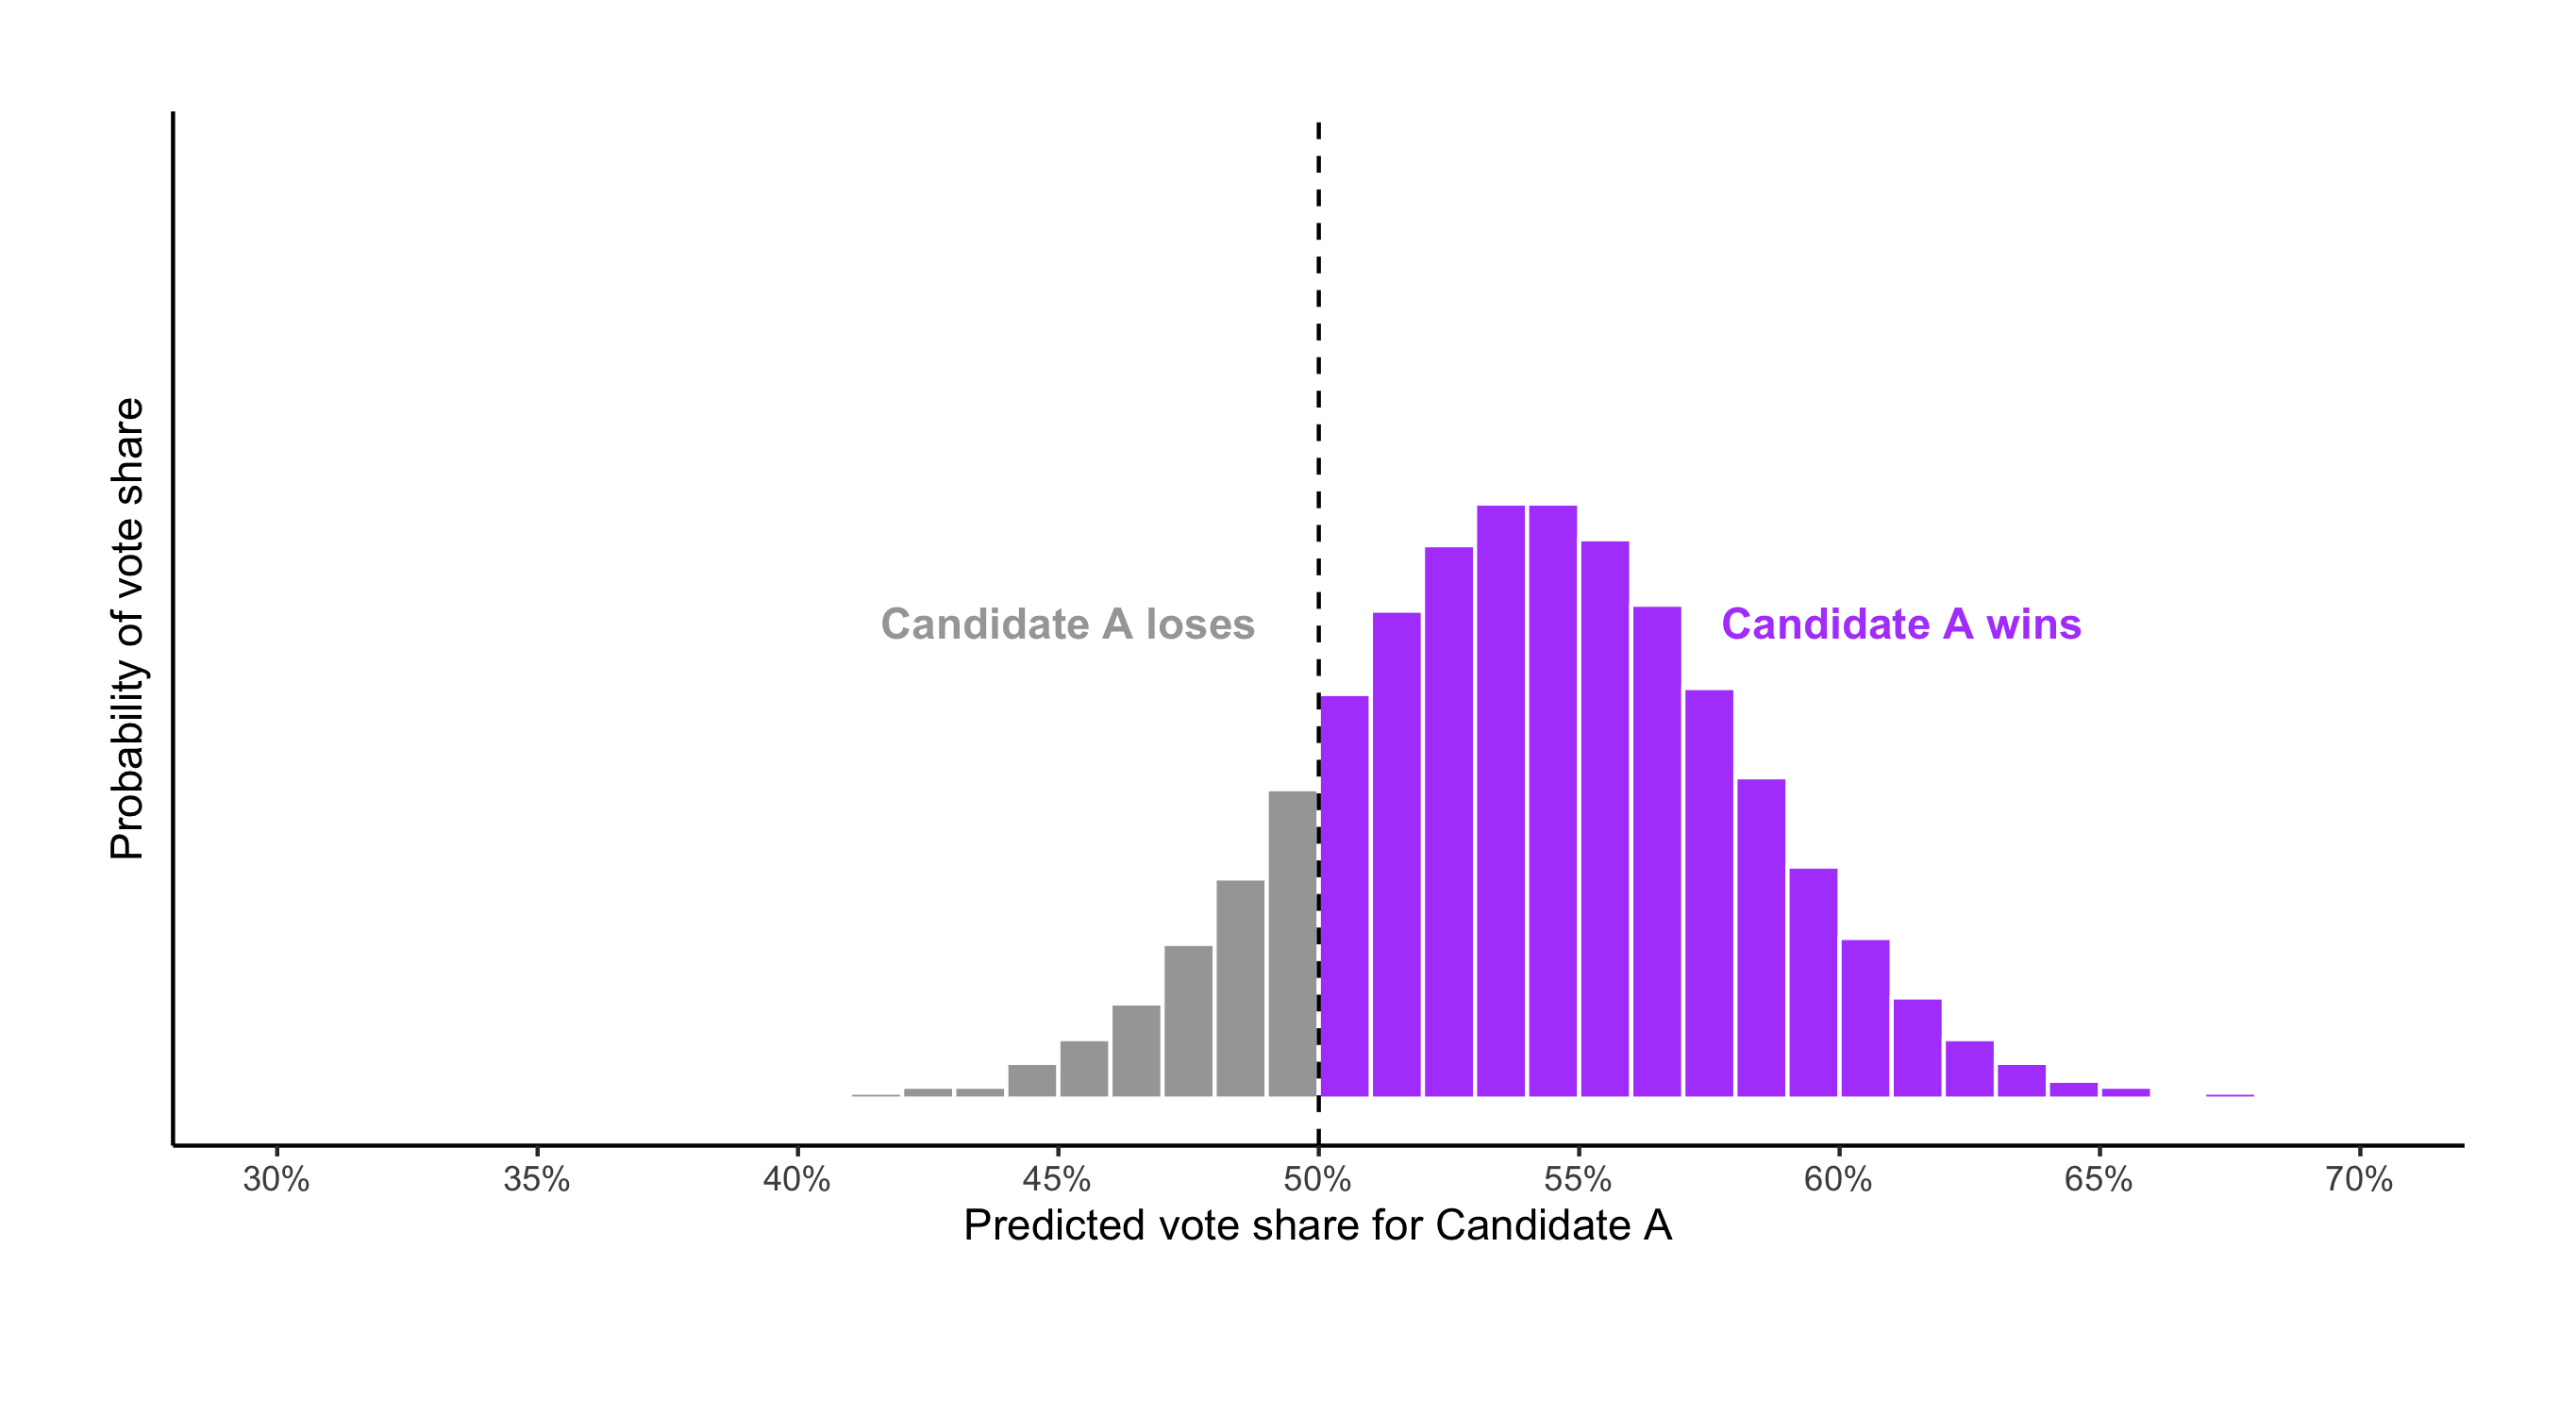 Probability of vote share
Candidate A loses
Candidate A wins
30%
35%
40%
45%
50%
55%
60%
65%
70%
Predicted vote share for Candidate A